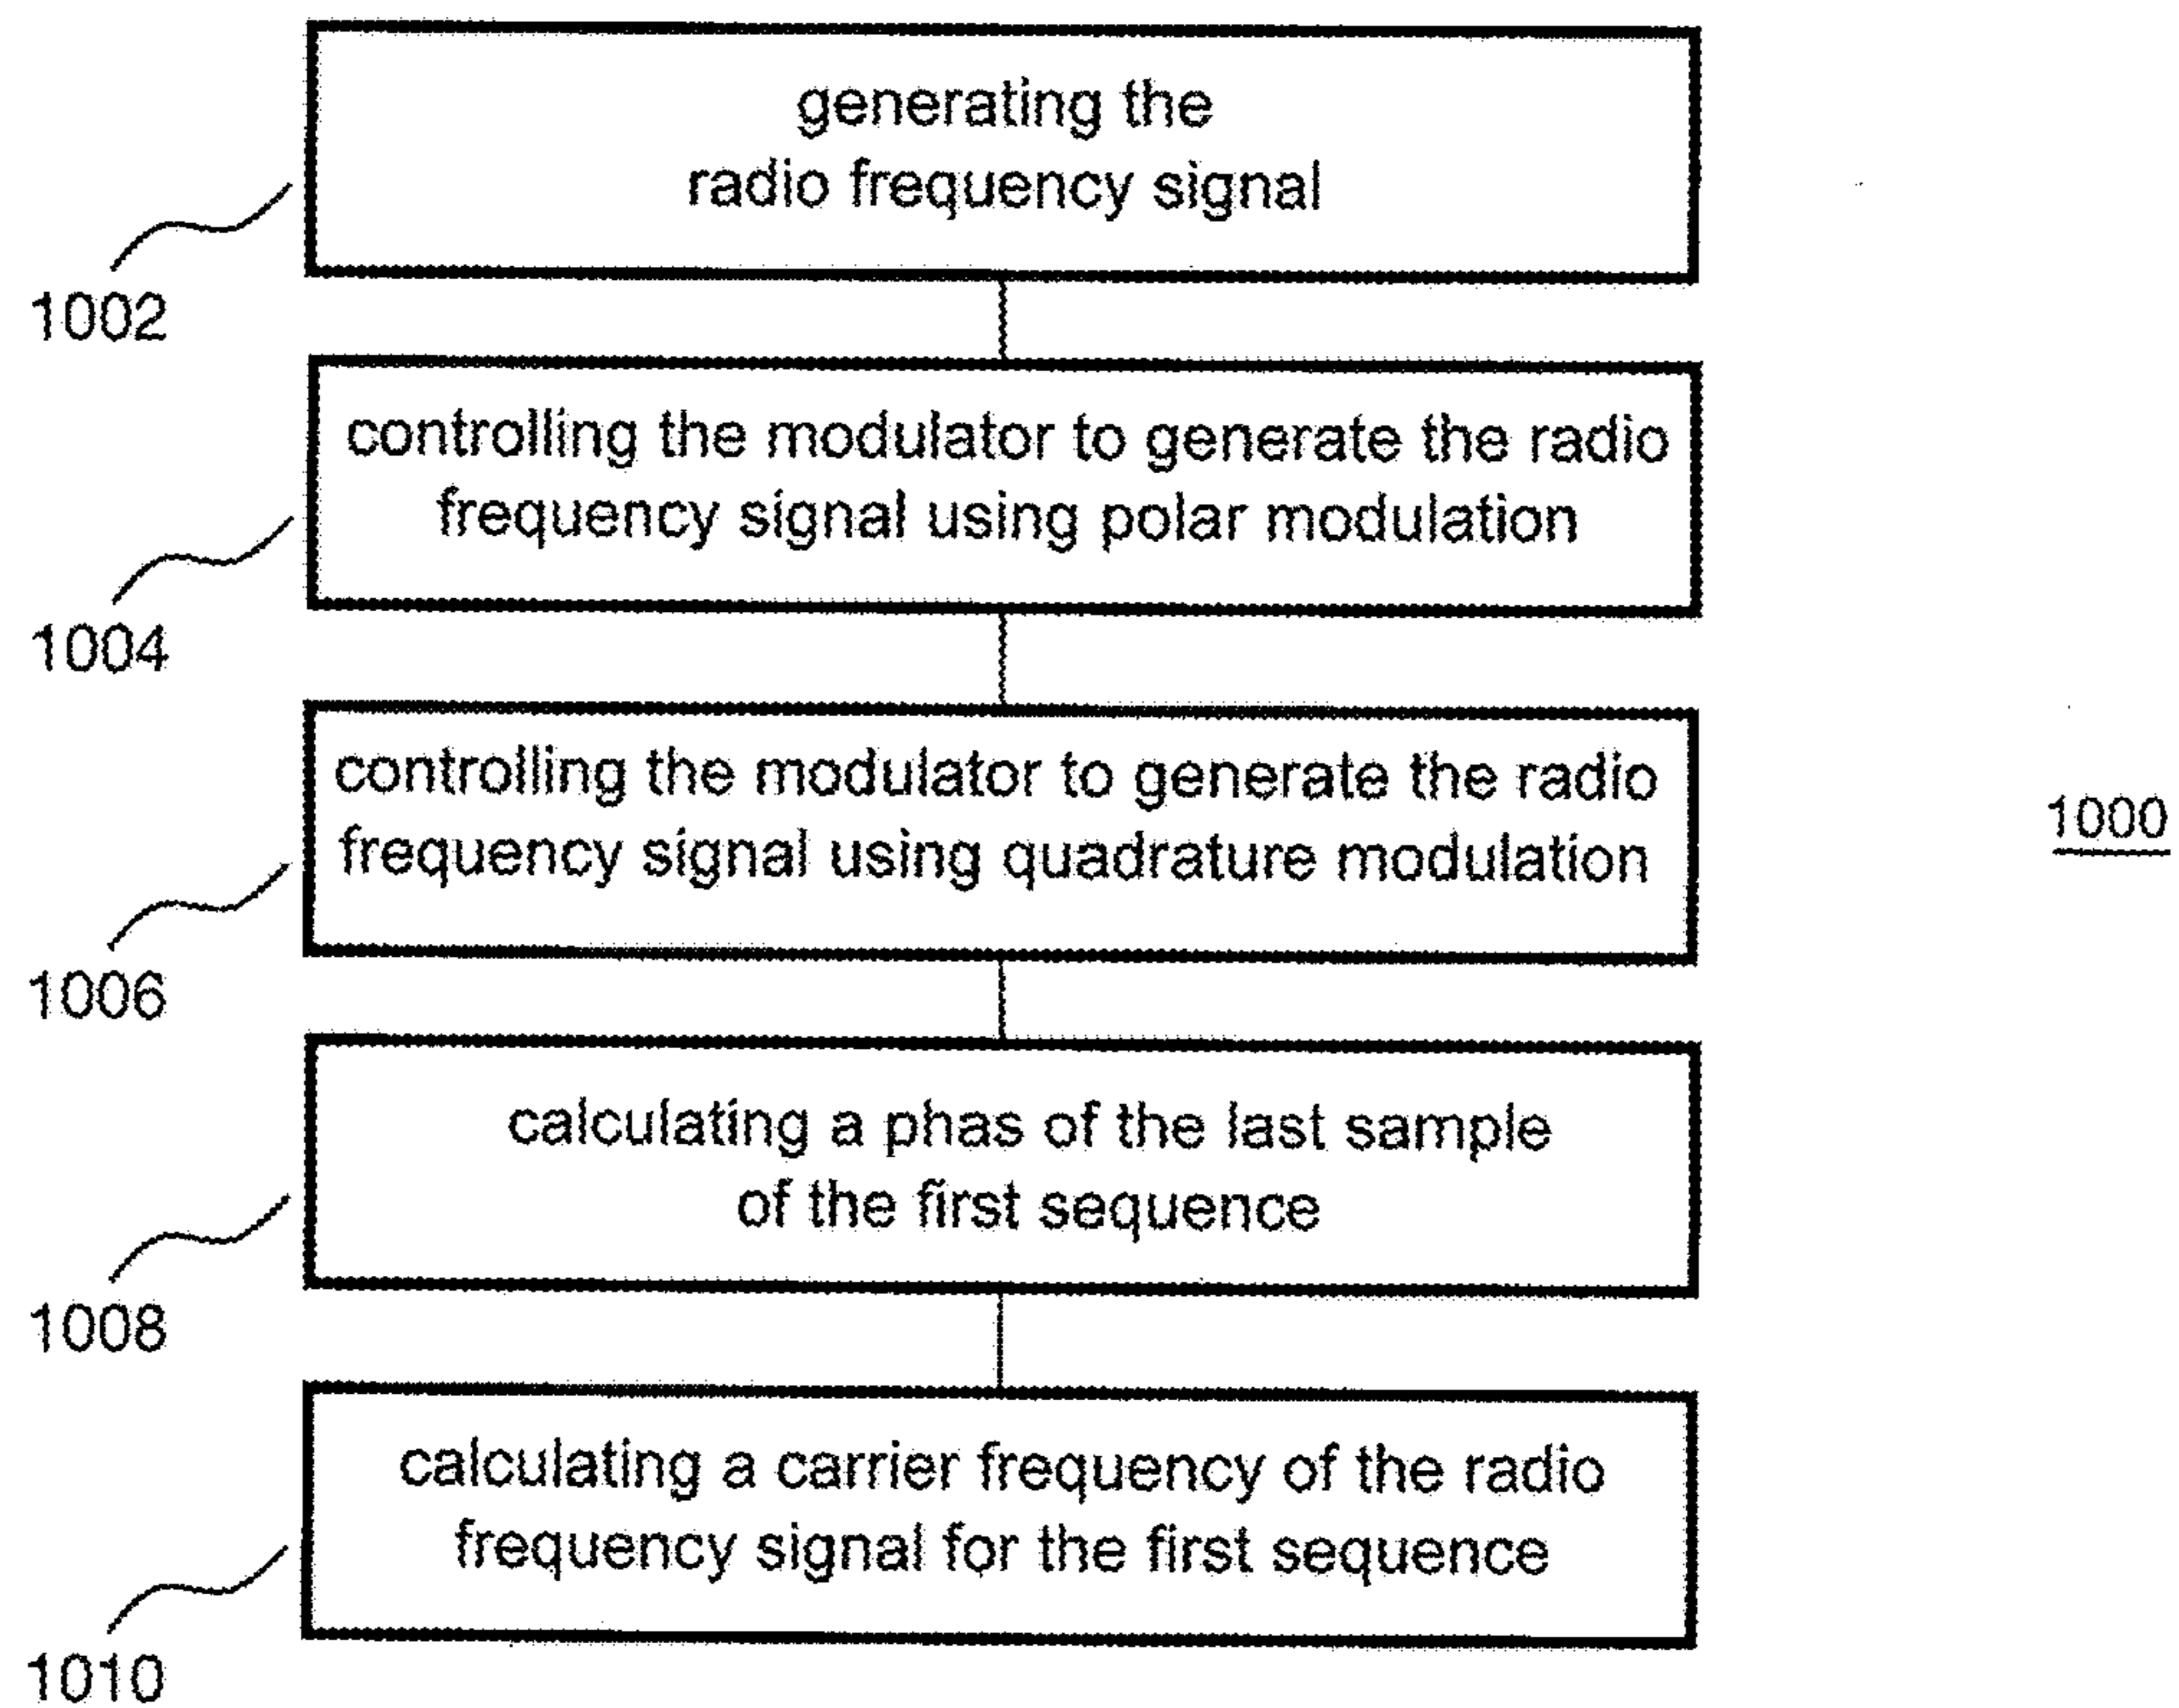 generating the
radio frequency signal
1002
controlling the modulator to generate the radio
frequency signal using polar modulation
1004
controlling the modulator to generate the radio
frequency signal using quadrature modulation
1006
1000
calculating a phas of the last sample
of the first sequence
1008
calculating a carrier frequency of the radio
frequency signal for the first sequence
1010